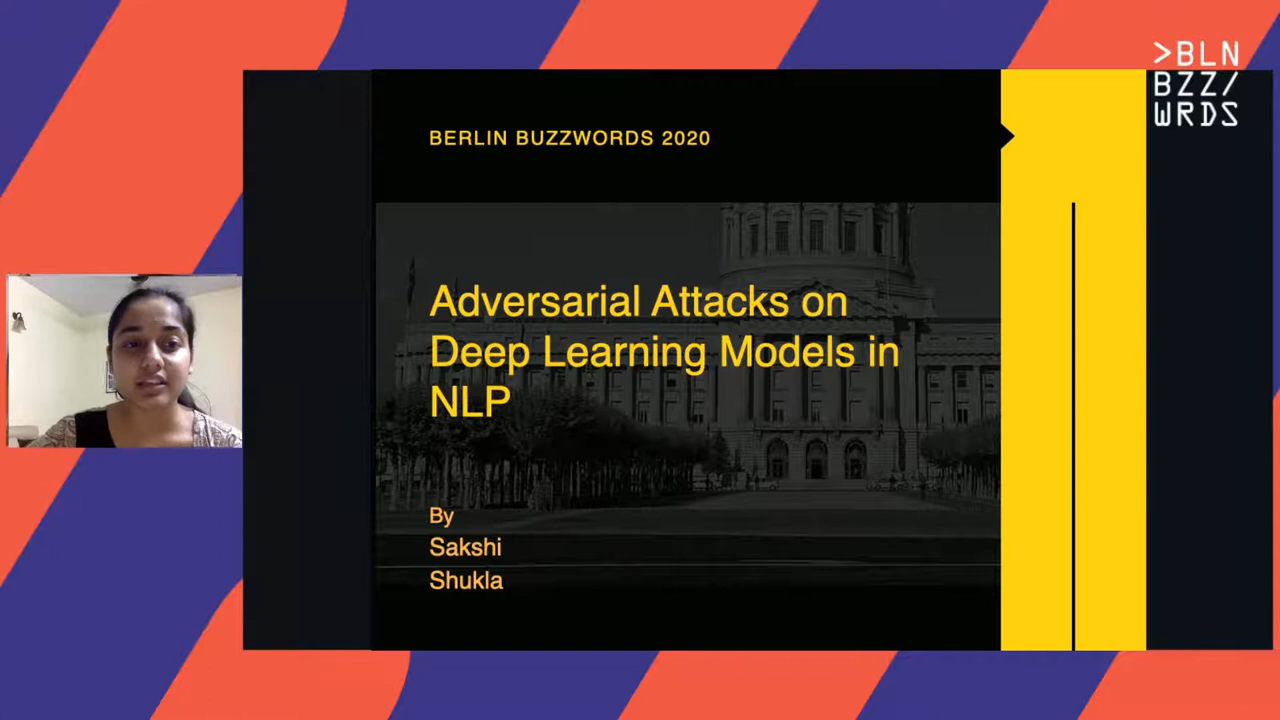 >BLN
BZZ/
WRDS
BERLIN BUZZWORDS 2020
Adversarial Attacks on
Deep Learning Models in
NLP
By
Sakshi
Shukla